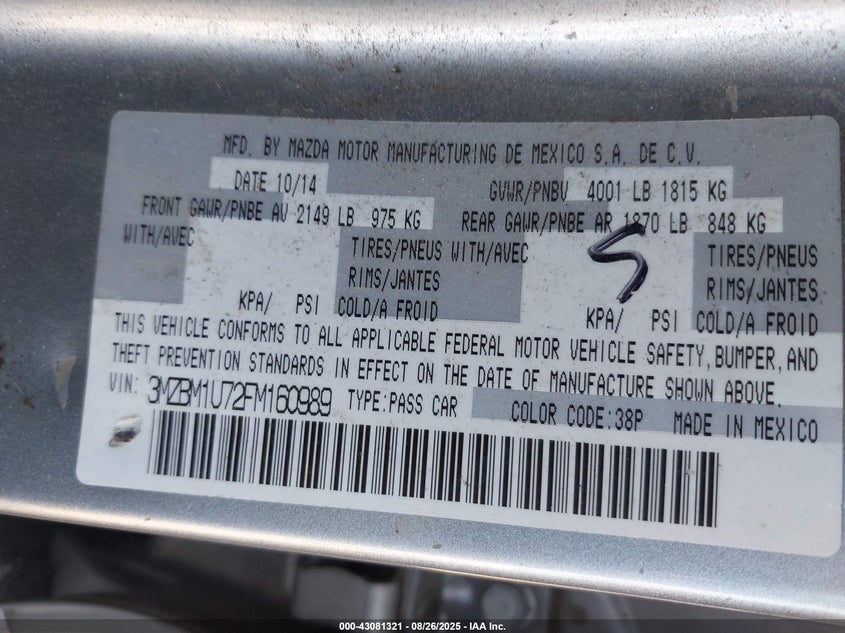 MFD. BY MAZDA MOTOR MANUFACTURING DE MEXICO S.A. DE C.V.
DATE 10/14 GVWR/PNBV 4001 LB 1815 KG
FRONT GAWR/PNBE AV 2149 LB 975 KG REAR GAWR/PNBE AR 1870 LB 848 KG
WITH/AVEC TIRES/PNEUS WITH/AVEC TIRES/PNEUS
RIMS/JANTES RIMS/JANTES
5
KPA/ PSI COLD/A FROID KPA/ PSI COLD/A FROID
THIS VEHICLE CONFORMS TO ALL APPLICABLE FEDERAL MOTOR VEHICLE SAFETY, BUMPER, AND
THEFT PREVENTION STANDARDS IN EFFECT ON THE DATE OF MANUFACTURE SHOWN ABOVE.
VIN: 3MZBM1U72FM160989 TYPE:PASS CAR COLOR CODE:38P MADE IN MEXICO
000-43081321 - 08/26/2025 - IAA Inc.